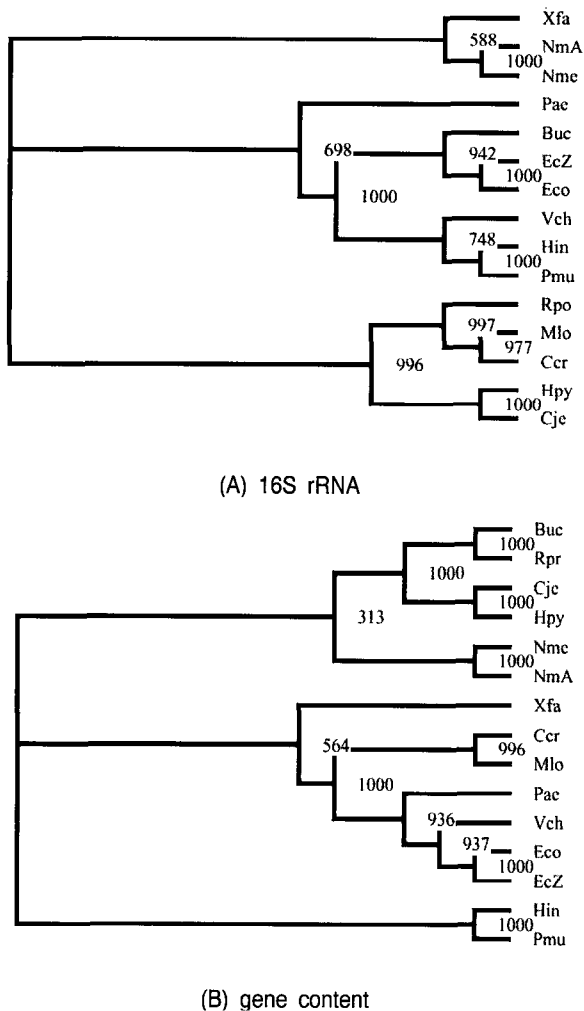 Xfa
588
NmA
1000
Nme
Pae
Buc
698
942
EcZ
1000
Eco
1000
Vch
748
Hin
1000
Pmu
Rpo
997
Mlo
977
Ccr
996
Hpy
1000
Cje
(A) 16S rRNA
Buc
1000
Rpr
1000
Cje
1000
Hpy
313
Nme
1000
NmA
Xfa
Ccr
564
996
Mlo
1000
Pae
936
Vch
937
Eco
1000
EcZ
Hin
1000
Pmu
(B) gene content